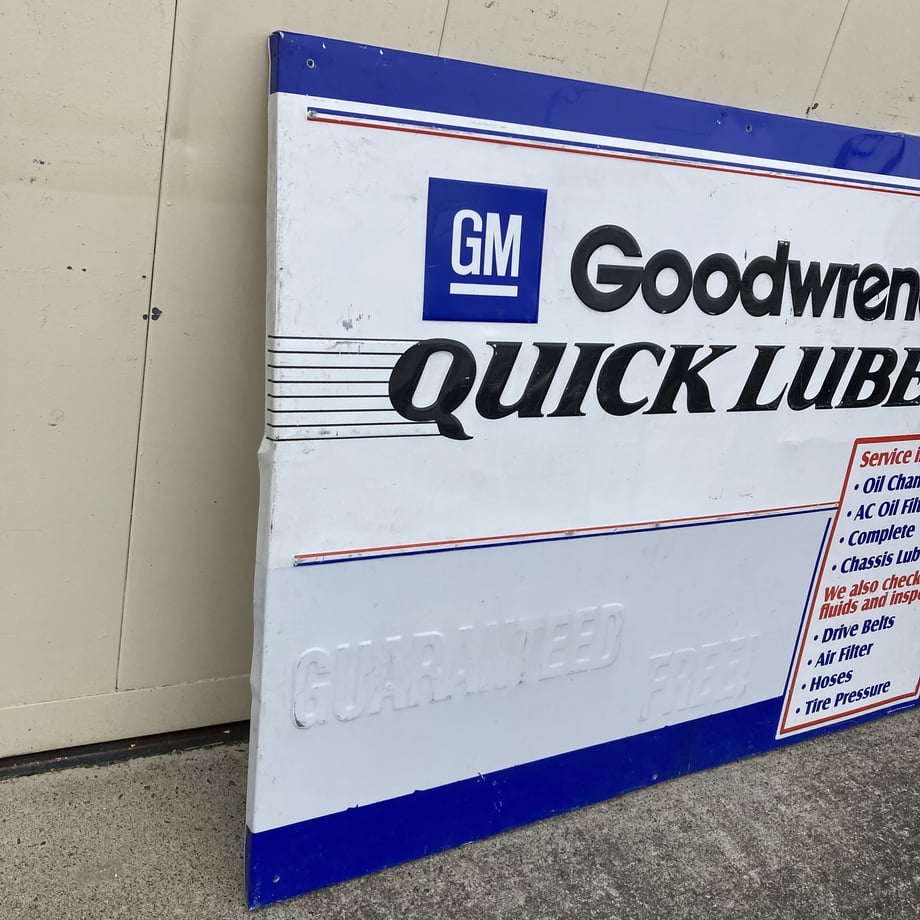 GM
Goodwren
QUICK LUBE
Service i
• Oil Chan
• AC Oil Filt
• Complete
• Chassis Lub
We also check
fluids and insp
• Drive Belts
• Air Filter
• Hoses
• Tire Pressure
GUARANTEED
FREE!